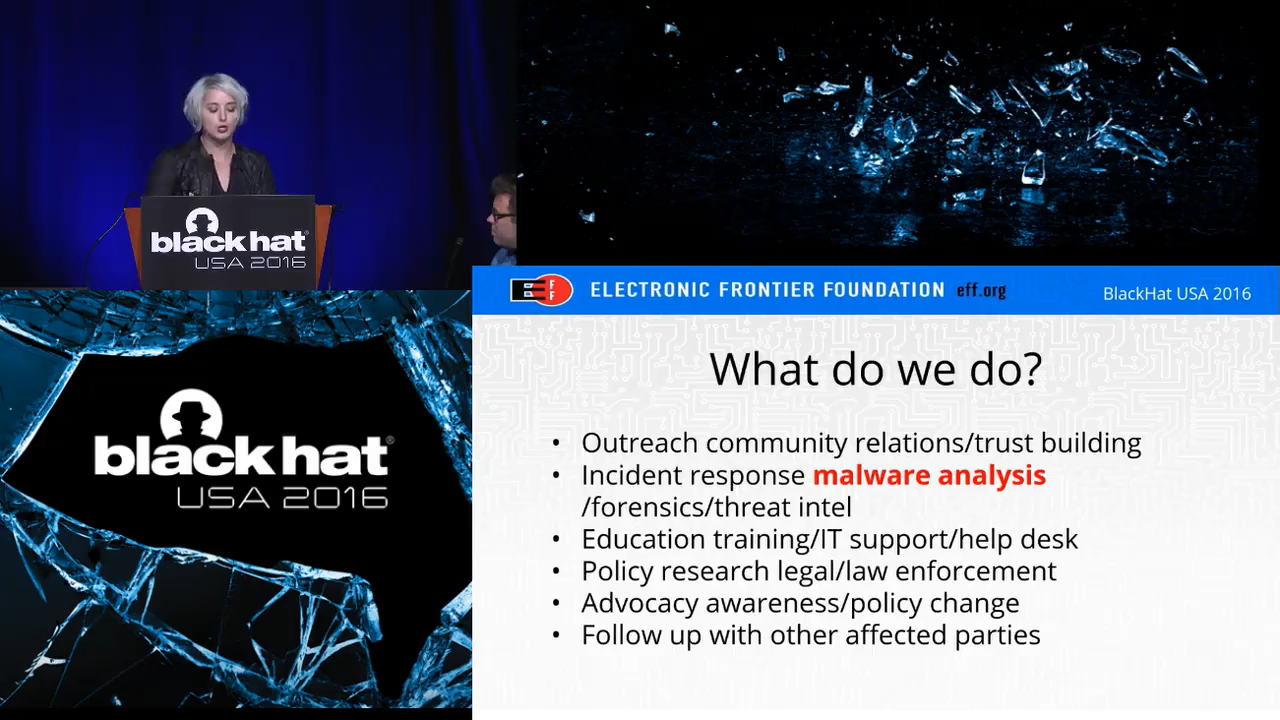 black hat
USA 2016
black hat®
USA 2016
EFF
ELECTRONIC FRONTIER FOUNDATION eff.org
BlackHat USA 2016
What do we do?
• Outreach community relations/trust building
• Incident response malware analysis
/forensics/threat intel
• Education training/IT support/help desk
• Policy research legal/law enforcement
• Advocacy awareness/policy change
• Follow up with other affected parties